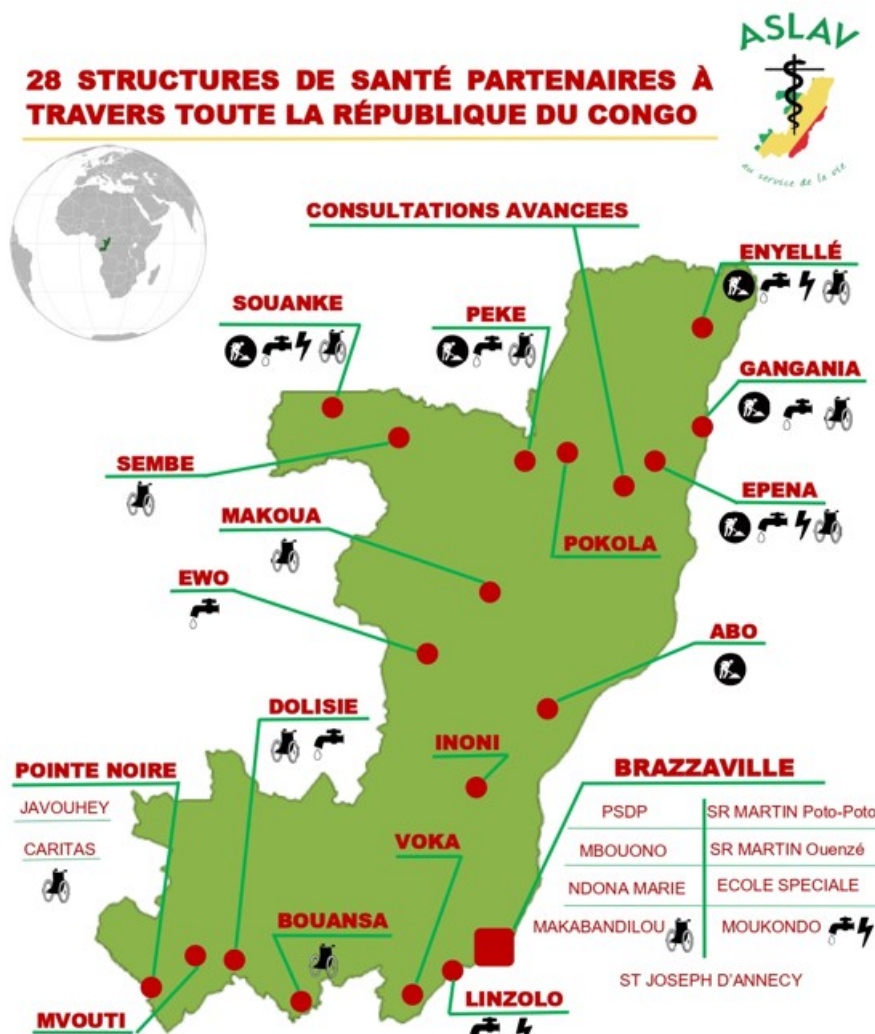 ASLAV
28 STRUCTURES DE SANTÉ PARTENAIRES À
TRAVERS TOUTE LA RÉPUBLIQUE DU CONGO
au service de la vie
CONSULTATIONS AVANCEES
ENYELLÉ
SOUANKE
PEKE
GANGANIA
SEMBE
EPENA
MAKOUA
POKOLA
EWO
ABO
DOLISIE
INONI
POINTE NOIRE
JAVOUHEY
CARITAS
BRAZZAVILLE
PSDP
SR MARTIN Poto-Poto
MBOUONO
SR MARTIN Ouenzé
NDONA MARIE
ECOLE SPECIALE
MAKABANDILOU
MOUKONDO
ST JOSEPH D'ANNECY
VOKA
BOUANSA
LINZOLO
MVOUTI